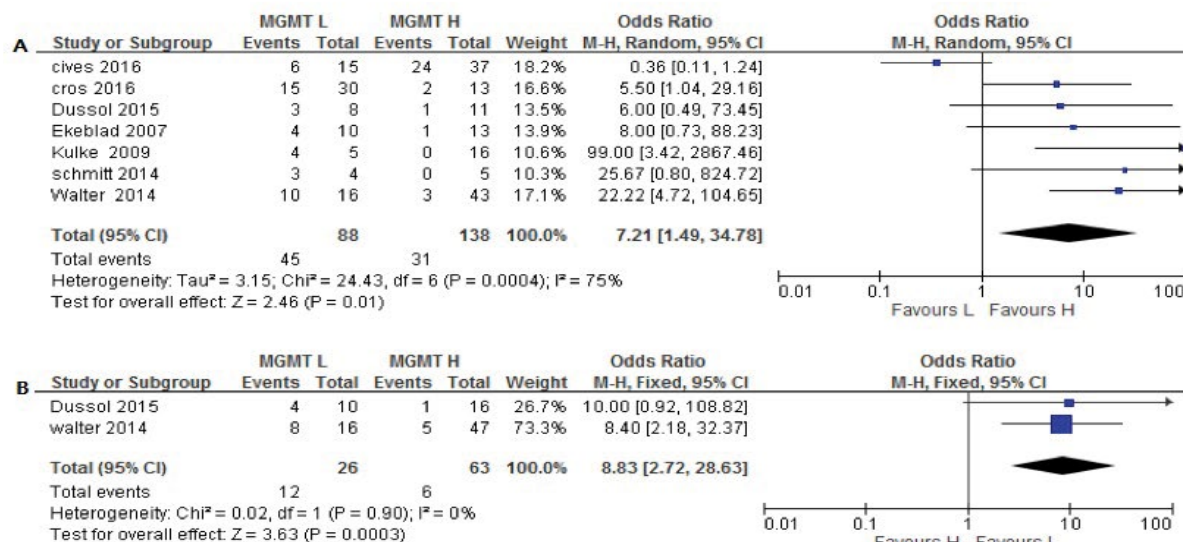 MGMT L MGMT H Odds Ratio Odds Ratio
A Study or Subgroup Events Total Events Total Weight M-H, Random, 95% CI M-H, Random, 95% CI
cives 2016 6 15 24 37 18.2% 0.36 [0.11, 1.24]
cros 2016 15 30 2 13 16.6% 5.50 [1.04, 29.16]
Dussol 2015 3 8 1 11 13.5% 6.00 [0.49, 73.45]
Ekeblad 2007 4 10 1 13 13.9% 8.00 [0.73, 88.23]
Kulke 2009 4 5 0 16 10.6% 99.00 [3.42, 2867.46]
schmitt 2014 3 4 0 5 10.3% 25.67 [0.80, 824.72]
Walter 2014 10 16 3 43 17.1% 22.22 [4.72, 104.65]
Total (95% CI) 88 138 100.0% 7.21 [1.49, 34.78]
Total events 45 31
Heterogeneity: Tau² = 3.15; Chi² = 24.43, df = 6 (P = 0.0004); I² = 75%
Test for overall effect: Z = 2.46 (P = 0.01)
0.01 0.1 1 10 100
Favours L Favours H
MGMT L MGMT H Odds Ratio Odds Ratio
B Study or Subgroup Events Total Events Total Weight M-H, Fixed, 95% CI M-H, Fixed, 95% CI
Dussol 2015 4 10 1 16 26.7% 10.00 [0.92, 108.82]
walter 2014 8 16 5 47 73.3% 8.40 [2.18, 32.37]
Total (95% CI) 26 63 100.0% 8.83 [2.72, 28.63]
Total events 12 6
Heterogeneity: Chi² = 0.02, df = 1 (P = 0.90); I² = 0%
Test for overall effect: Z = 3.63 (P = 0.0003)
0.01 0.1 1 10 100
Favours H Favours L